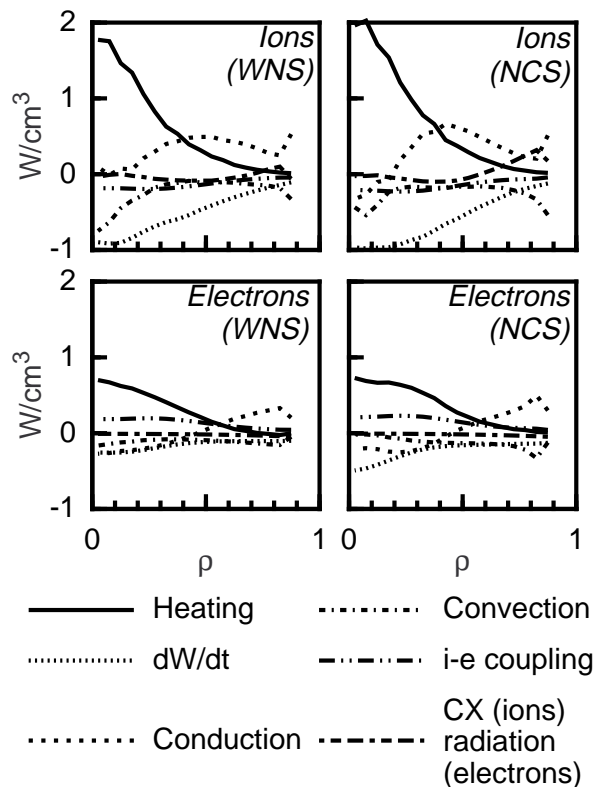 2
1
0
-1
W/cm³
Ions
(WNS)
Ions
(NCS)
2
1
0
-1
W/cm³
Electrons
(WNS)
Electrons
(NCS)
0
1
0
1
ρ
ρ
Heating
Convection
dW/dt
i-e coupling
Conduction
CX (ions)
radiation
(electrons)